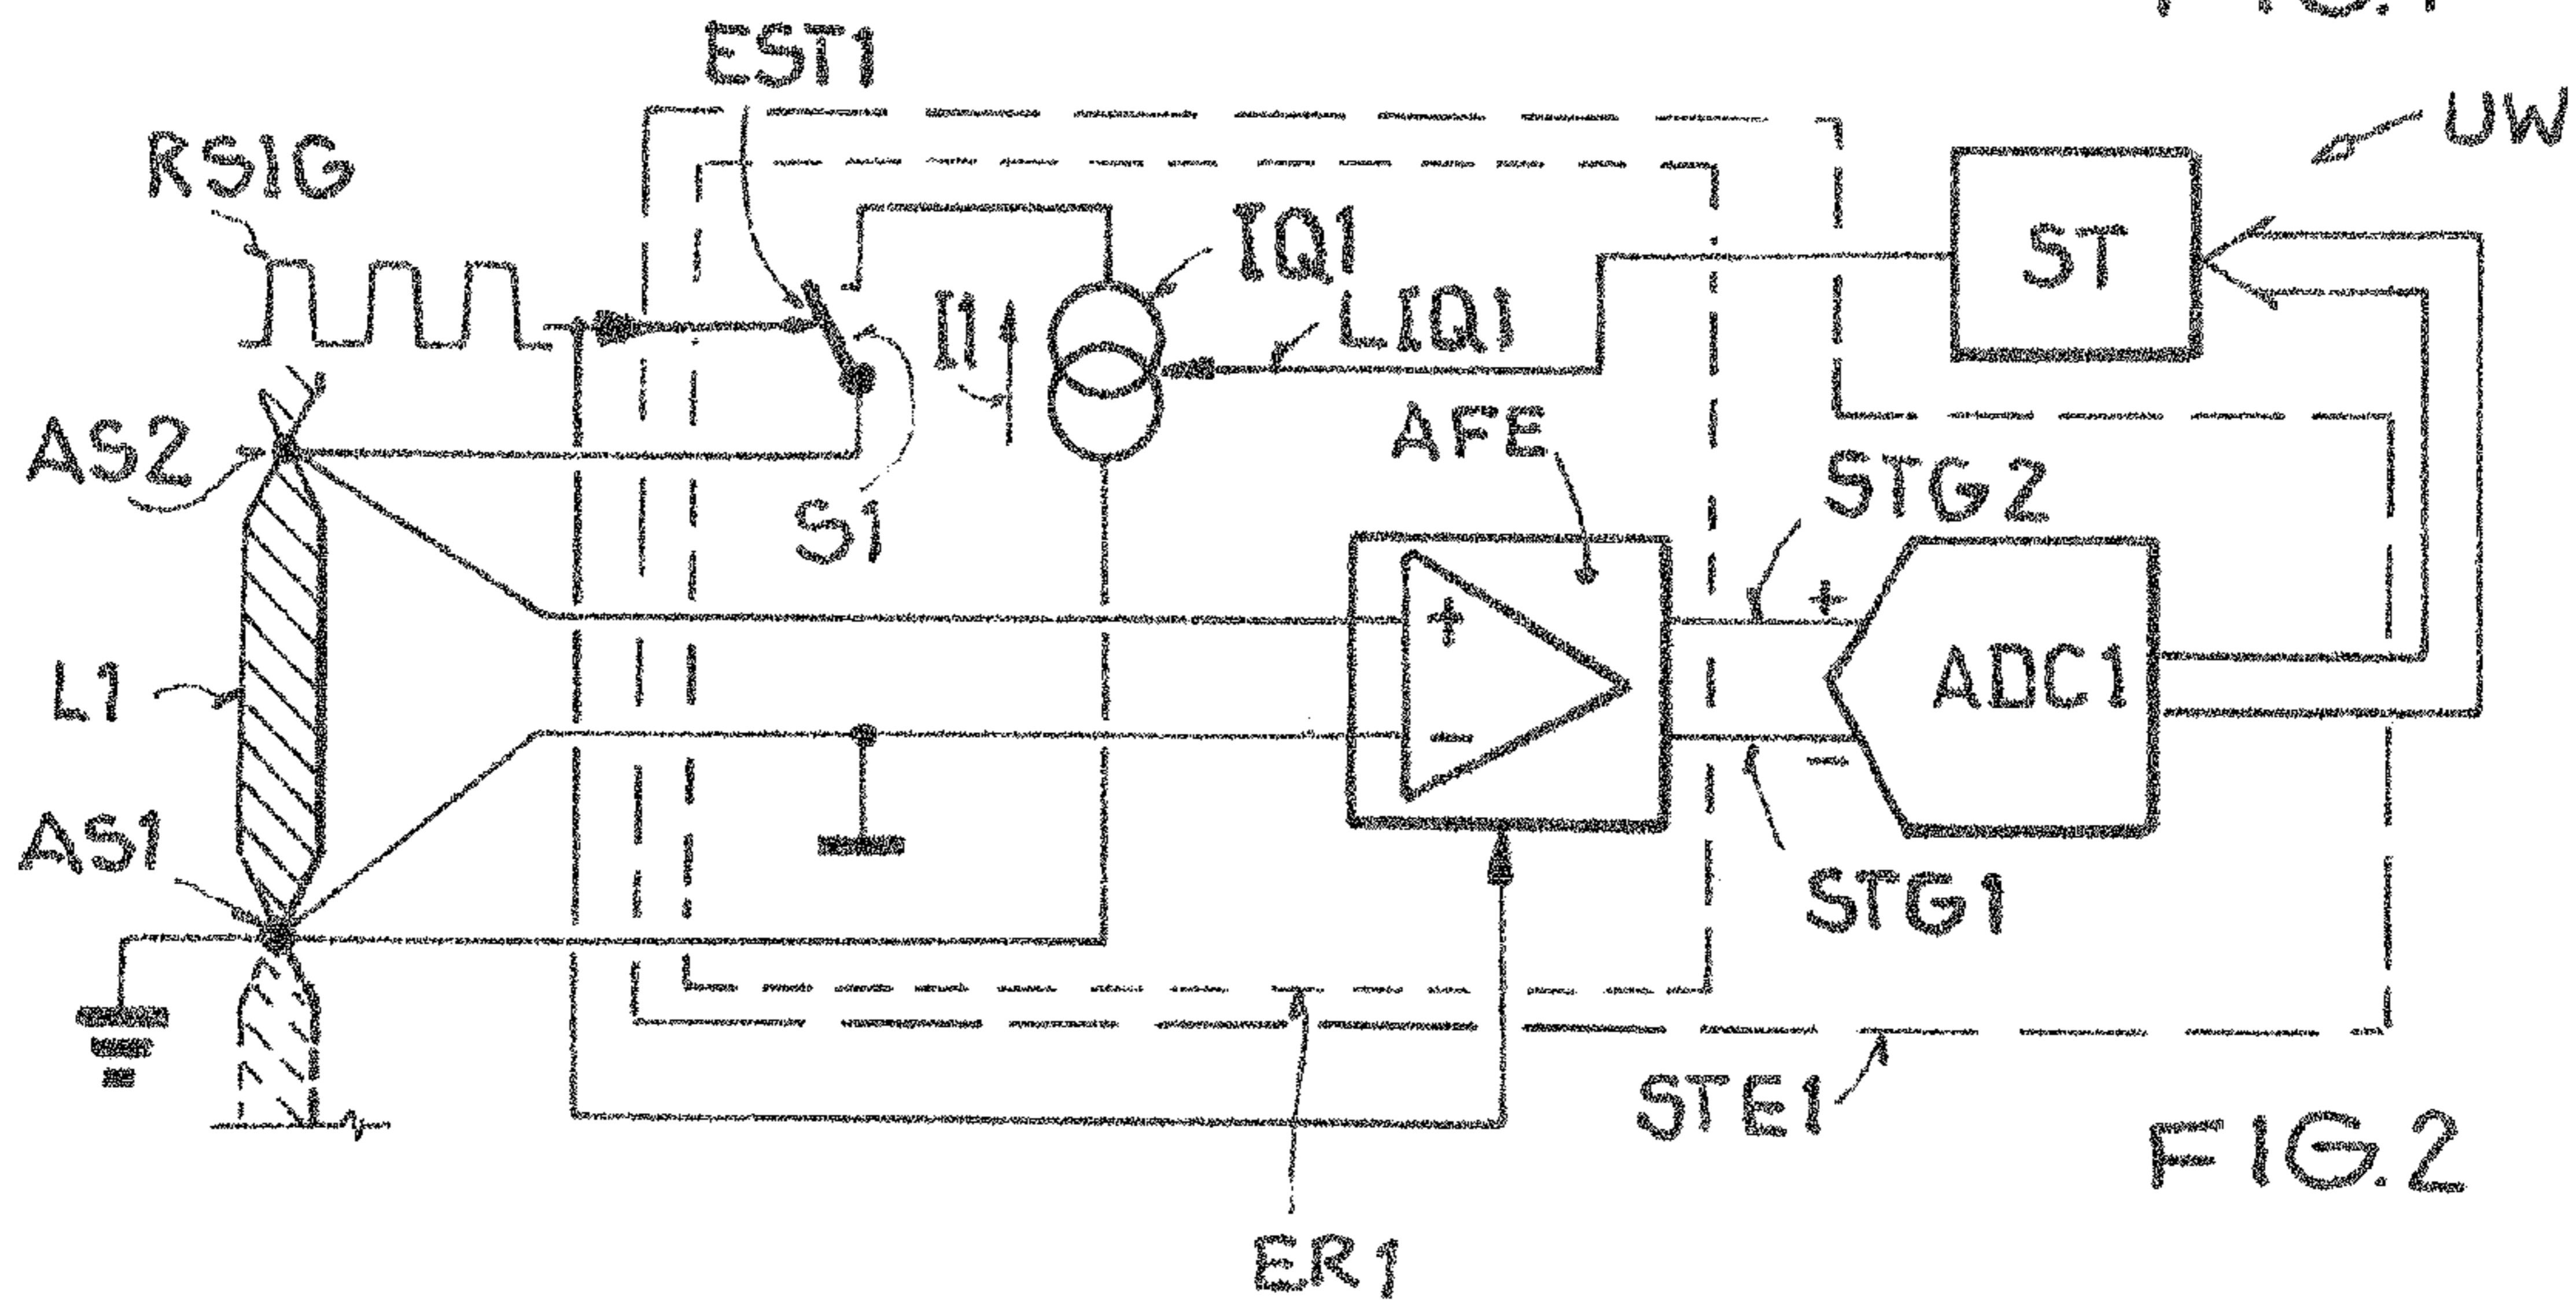 EST1
UW
RSIG
IQ1
ST
I1
LIQ1
AS2
AFE
STG2
S1
+
+
L1
ADC1
−
−
AS1
STG1
STE1
FIG.2
ER1